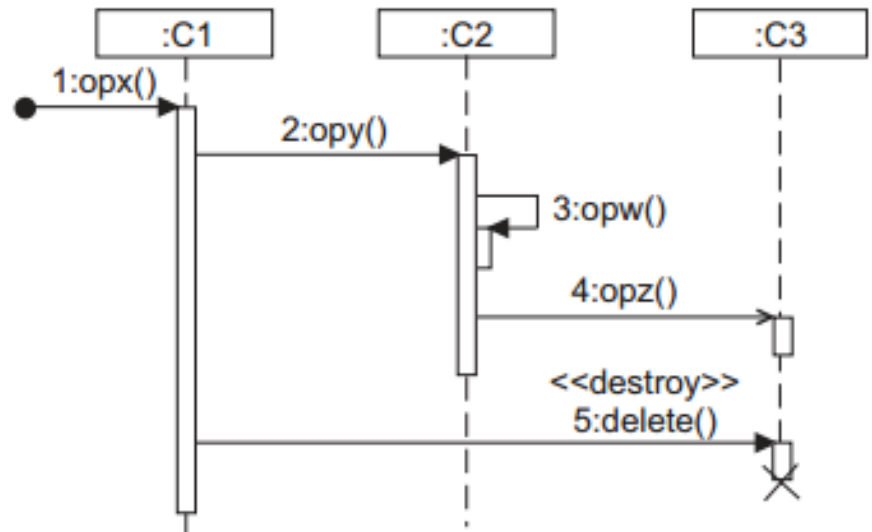 :C1
:C2
:C3
1:opx()
2:opy()
3:opw()
4:opz()
<<destroy>>
5:delete()